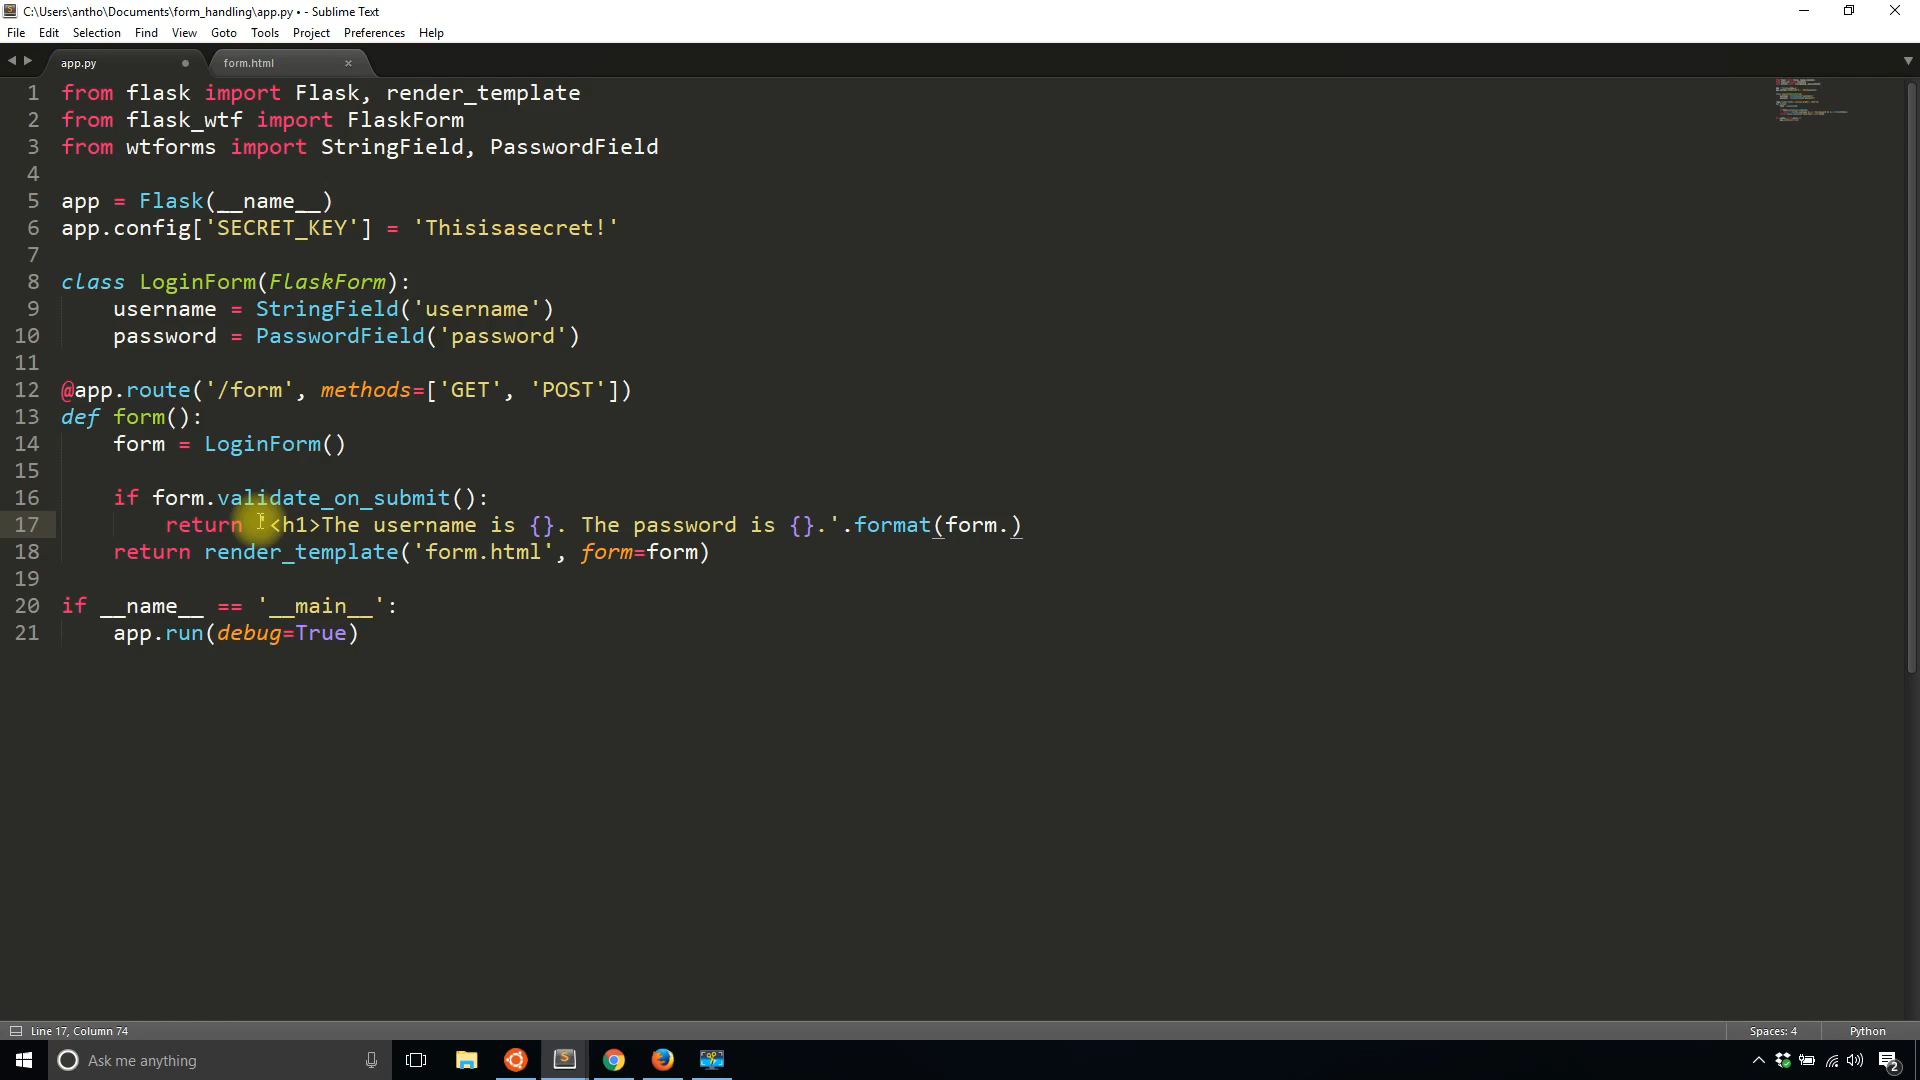 C:\Users\antho\Documents\form_handling\app.py • - Sublime Text
File Edit Selection Find View Goto Tools Project Preferences Help
app.py form.html
1 from flask import Flask, render_template
2 from flask_wtf import FlaskForm
3 from wtforms import StringField, PasswordField
4
5 app = Flask(__name__)
6 app.config['SECRET_KEY'] = 'Thisisasecret!'
7
8 class LoginForm(FlaskForm):
9     username = StringField('username')
10     password = PasswordField('password')
11
12 @app.route('/form', methods=['GET', 'POST'])
13 def form():
14     form = LoginForm()
15
16     if form.validate_on_submit():
17         return '<h1>The username is {}. The password is {}.'.format(form.)
18     return render_template('form.html', form=form)
19
20 if __name__ == '__main__':
21     app.run(debug=True)
Line 17, Column 74 Spaces: 4 Python
Ask me anything 2